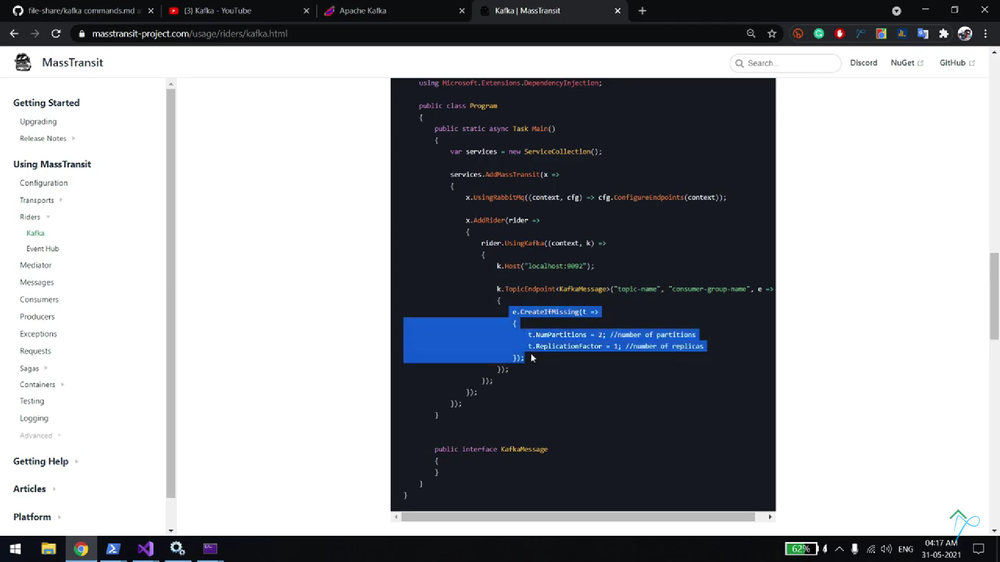 file-share/kafka commands.md a
(3) Kafka - YouTube
Apache Kafka
Kafka | MassTransit
masstransit-project.com/usage/riders/kafka.html
MassTransit
Search...
Discord
NuGet
GitHub
Getting Started
Upgrading
Release Notes
Using MassTransit
Configuration
Transports
Riders
Kafka
Event Hub
Mediator
Messages
Consumers
Producers
Exceptions
Requests
Sagas
Containers
Testing
Logging
Advanced
Getting Help
Articles
Platform
using Microsoft.Extensions.DependencyInjection;
public class Program
{
public static async Task Main()
{
var services = new ServiceCollection();
services.AddMassTransit(x =>
{
x.UsingRabbitMq((context, cfg) => cfg.ConfigureEndpoints(context));
x.AddRider(rider =>
{
rider.UsingKafka((context, k) =>
{
k.Host("localhost:9092");
k.TopicEndpoint<KafkaMessage>("topic-name", "consumer-group-name", e =>
{
e.CreateIfMissing(t =>
{
t.NumPartitions = 2; //number of partitions
t.ReplicationFactor = 1; //number of replicas
});
});
});
});
});
}
public interface KafkaMessage
{
}
}
}
62%
ENG
04:17 AM
31-05-2021